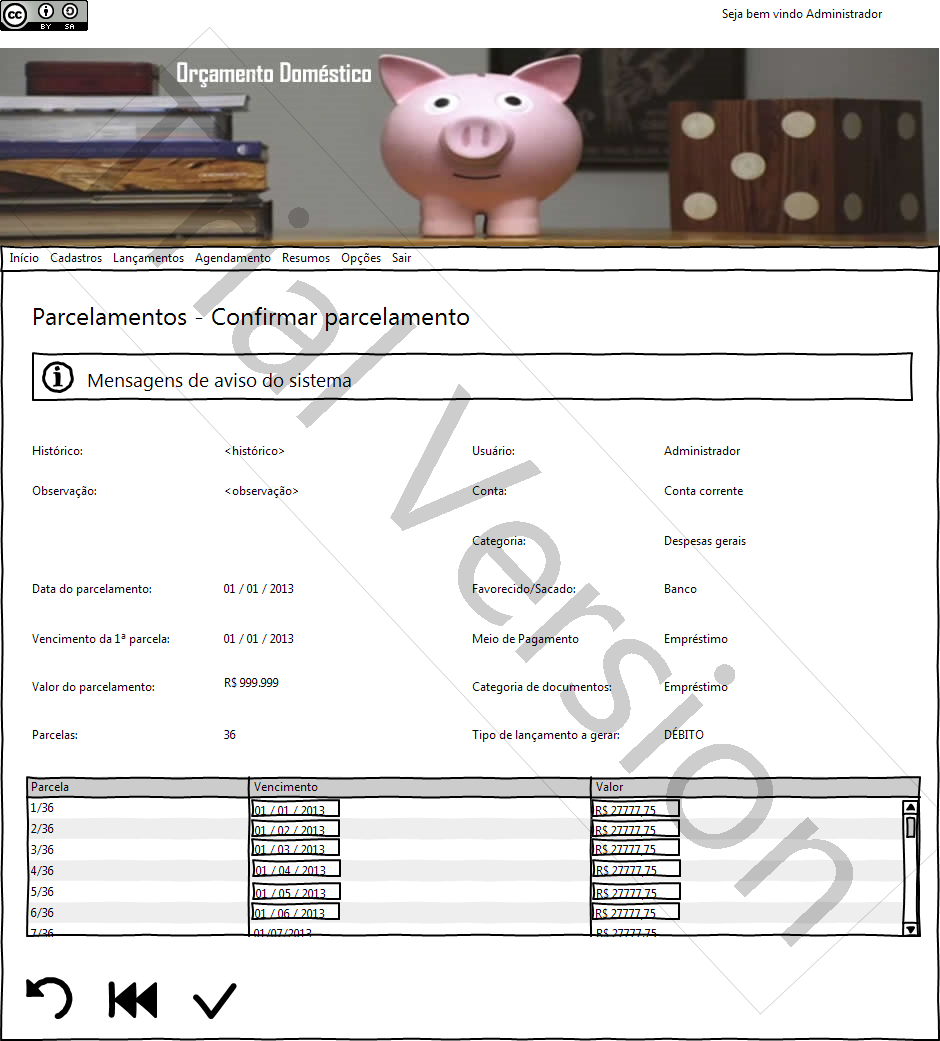 cc BY SA
Seja bem vindo Administrador
Orçamento Doméstico
Início Cadastros Lançamentos Agendamento Resumos Opções Sair
Parcelamentos - Confirmar parcelamento
Mensagens de aviso do sistema
Histórico: <histórico> Usuário: Administrador
Observação: <observação> Conta: Conta corrente
Categoria: Despesas gerais
Data do parcelamento: 01 / 01 / 2013 Favorecido/Sacado: Banco
Vencimento da 1ª parcela: 01 / 01 / 2013 Meio de Pagamento Empréstimo
Valor do parcelamento: R$ 999.999 Categoria de documentos: Empréstimo
Parcelas: 36 Tipo de lançamento a gerar: DÉBITO
Parcela Vencimento Valor
1/36 01 / 01 / 2013 R$ 27777,75
2/36 01 / 02 / 2013 R$ 27777,75
3/36 01 / 03 / 2013 R$ 27777,75
4/36 01 / 04 / 2013 R$ 27777,75
5/36 01 / 05 / 2013 R$ 27777,75
6/36 01 / 06 / 2013 R$ 27777,75
7/36 01/07/2013 R$ 27777,75
Trial Version